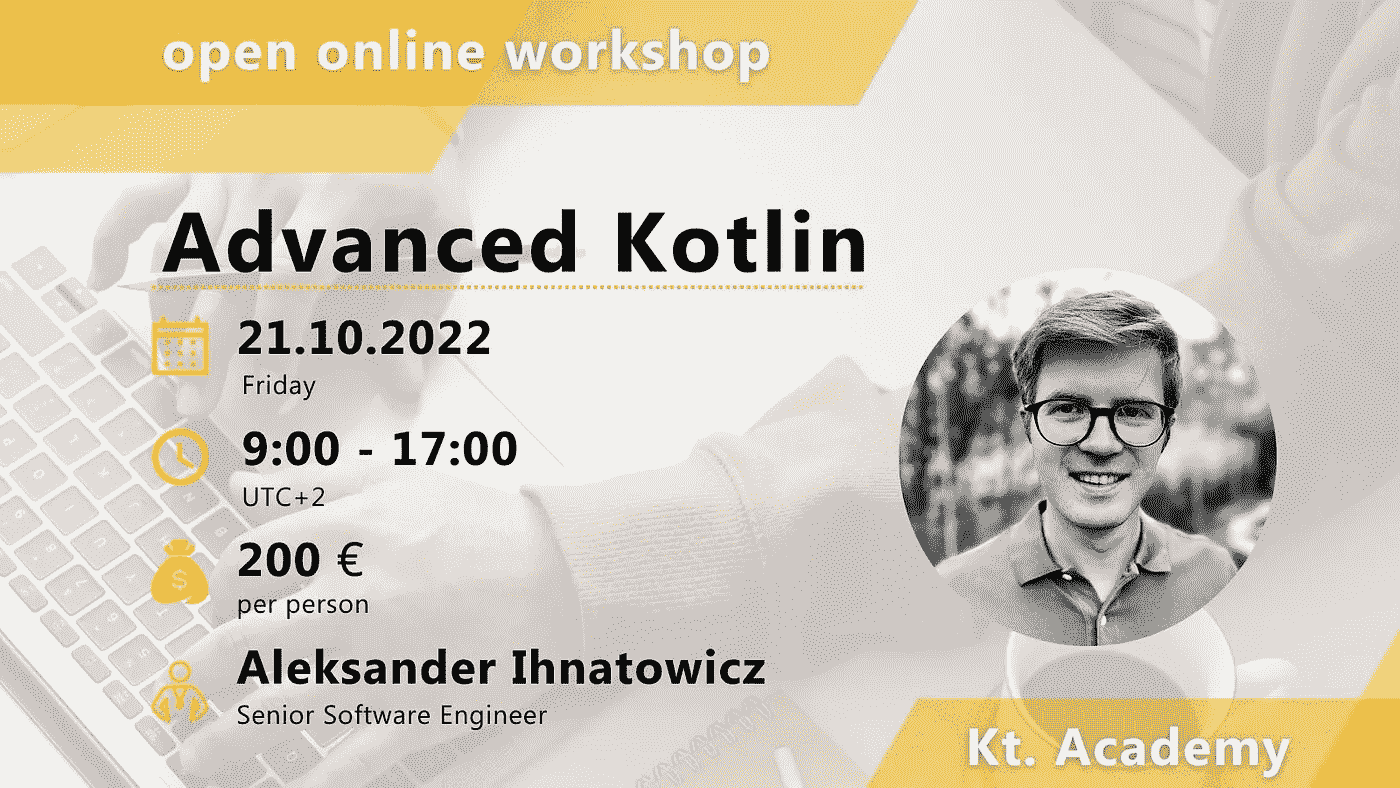 open online workshop
Advanced Kotlin
21.10.2022
Friday
9:00 - 17:00
UTC+2
$
200 €
per person
Aleksander Ihnatowicz
Senior Software Engineer
Kt. Academy